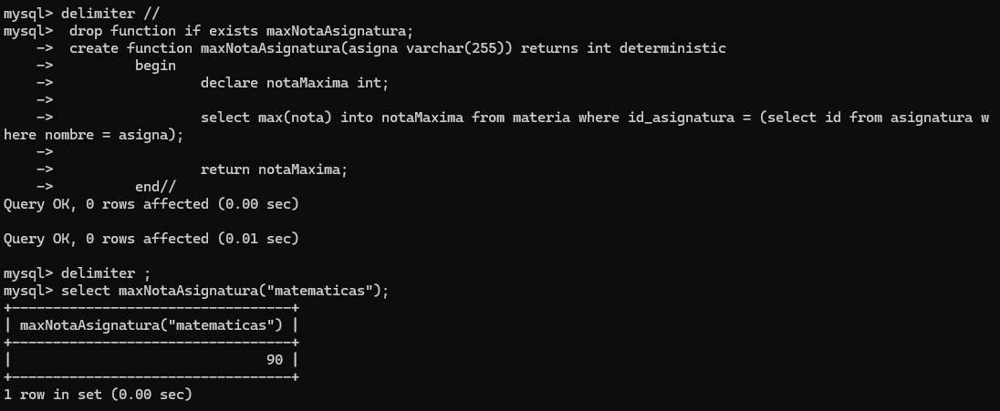 mysql> delimiter //
mysql>  drop function if exists maxNotaAsignatura;
    ->  create function maxNotaAsignatura(asigna varchar(255)) returns int deterministic
    ->          begin
    ->                  declare notaMaxima int;
    ->
    ->                  select max(nota) into notaMaxima from materia where id_asignatura = (select id from asignatura w
here nombre = asigna);
    ->
    ->                  return notaMaxima;
    ->          end//
Query OK, 0 rows affected (0.00 sec)

Query OK, 0 rows affected (0.01 sec)

mysql> delimiter ;
mysql> select maxNotaAsignatura("matematicas");
+----------------------------------+
| maxNotaAsignatura("matematicas") |
+----------------------------------+
|                               90 |
+----------------------------------+
1 row in set (0.00 sec)